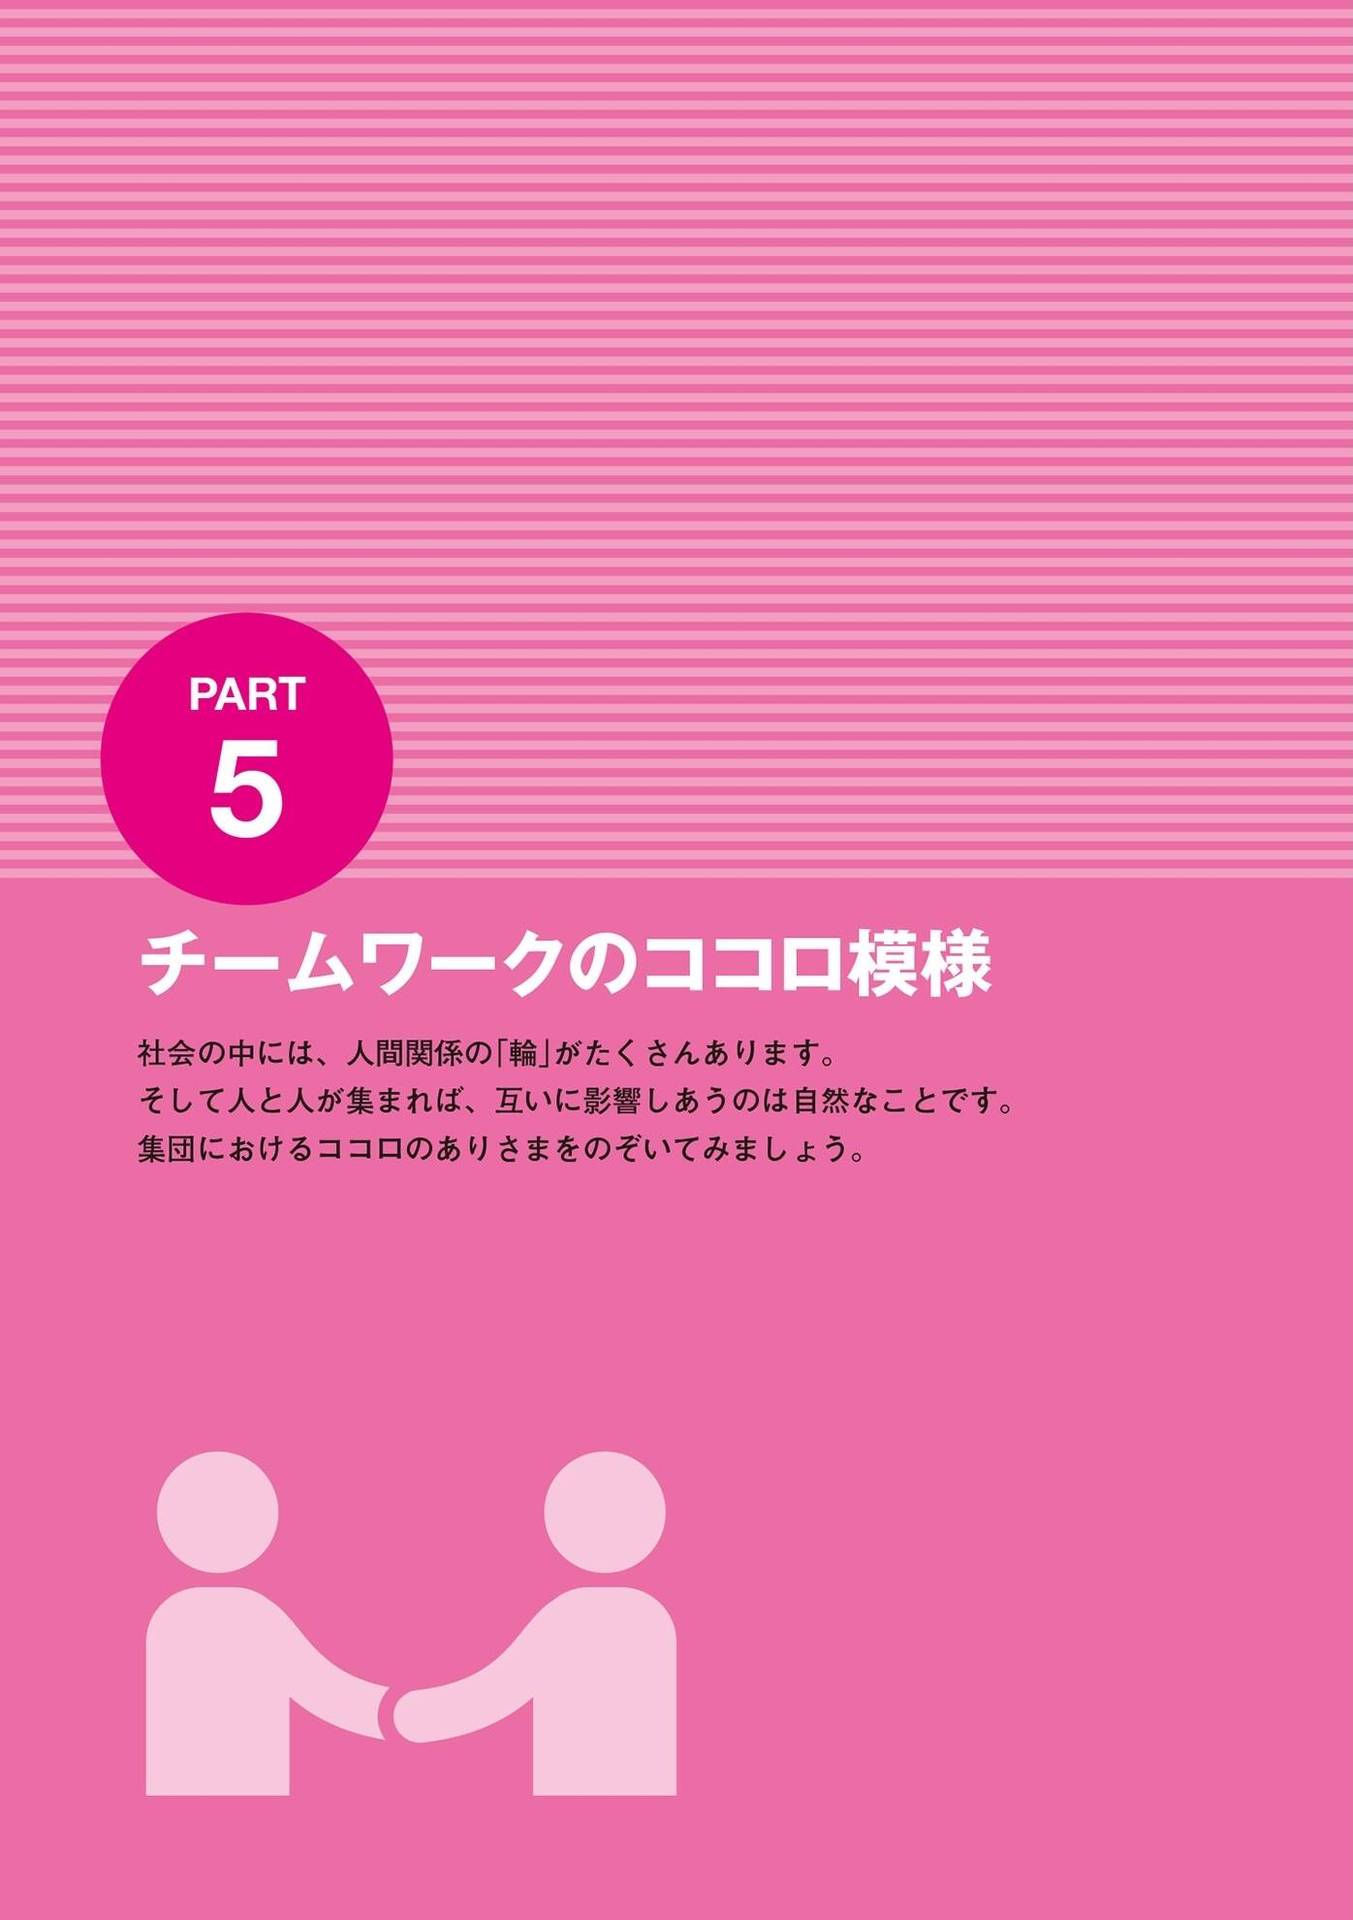 PART
5
チームワークのココロ模様
社会の中には、人間関係の「輪」がたくさんあります。
そして人と人が集まれば、互いに影響しあうのは自然なことです。
集団におけるココロのありさまをのぞいてみましょう。